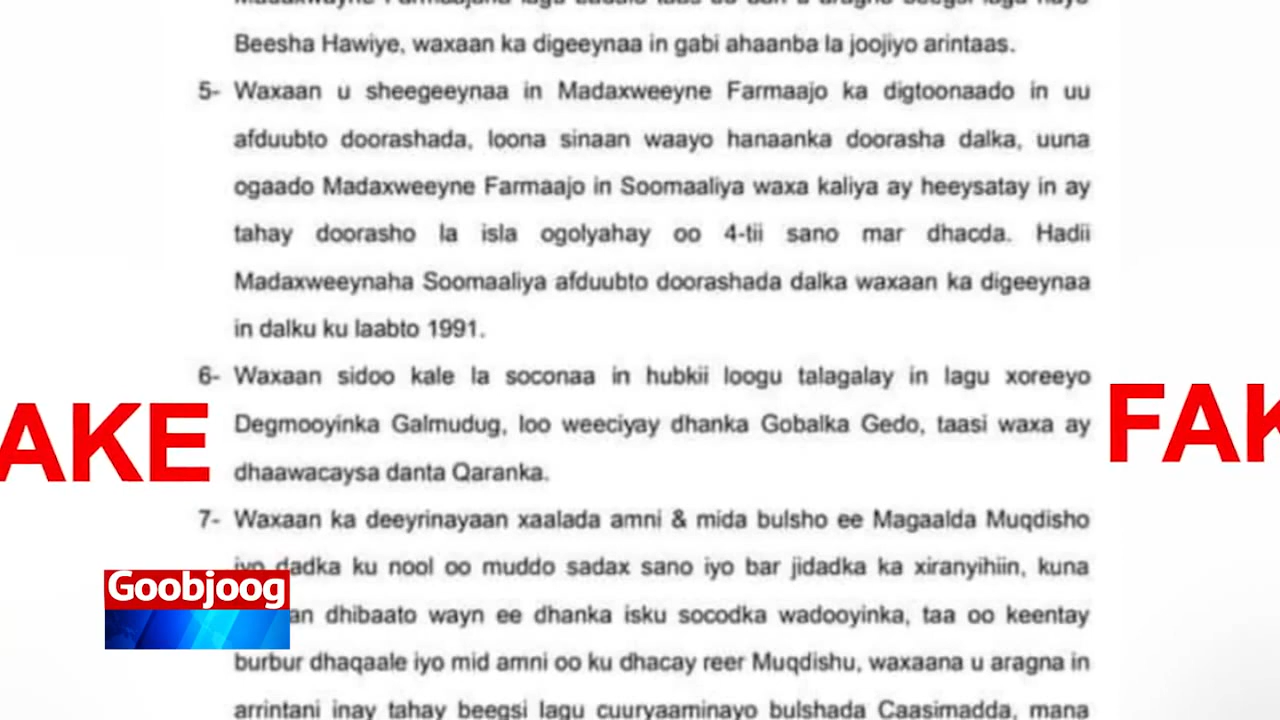 Beesha Hawiye, waxaan ka digeeynaa in gabi ahaanba la joojiyo arintaas.
5- Waxaan u sheegeeynaa in Madaxweeyne Farmaajo ka digtoonaado in uu
afduubto doorashada, loona sinaan waayo hanaanka doorasha dalka, uuna
ogaado Madaxweeyne Farmaajo in Soomaaliya waxa kaliya ay heeysatay in ay
tahay doorasho la isla ogolyahay oo 4-tii sano mar dhacda. Hadii
Madaxweeynaha Soomaaliya afduubto doorashada dalka waxaan ka digeeynaa
in dalku ku laabto 1991.
6- Waxaan sidoo kale la soconaa in hubkii loogu talagalay in lagu xoreeyo
Degmooyinka Galmudug, loo weeciyay dhanka Gobalka Gedo, taasi waxa ay
dhaawacaysa danta Qaranka.
AKE
FAK
7- Waxaan ka deeyrinayaan xaalada amni & mida bulsho ee Magaalda Muqdisho
iyo dadka ku nool oo muddo sadax sano iyo bar jidadka ka xiranyihiin, kuna
an dhibaato wayn ee dhanka isku socodka wadooyinka, taa oo keentay
Goobjoog
burbur dhaqaale iyo mid amni oo ku dhacay reer Muqdishu, waxaana u aragna in
arrintani inay tahay beegsi lagu cuuryaaminayo bulshada Caasimadda, mana